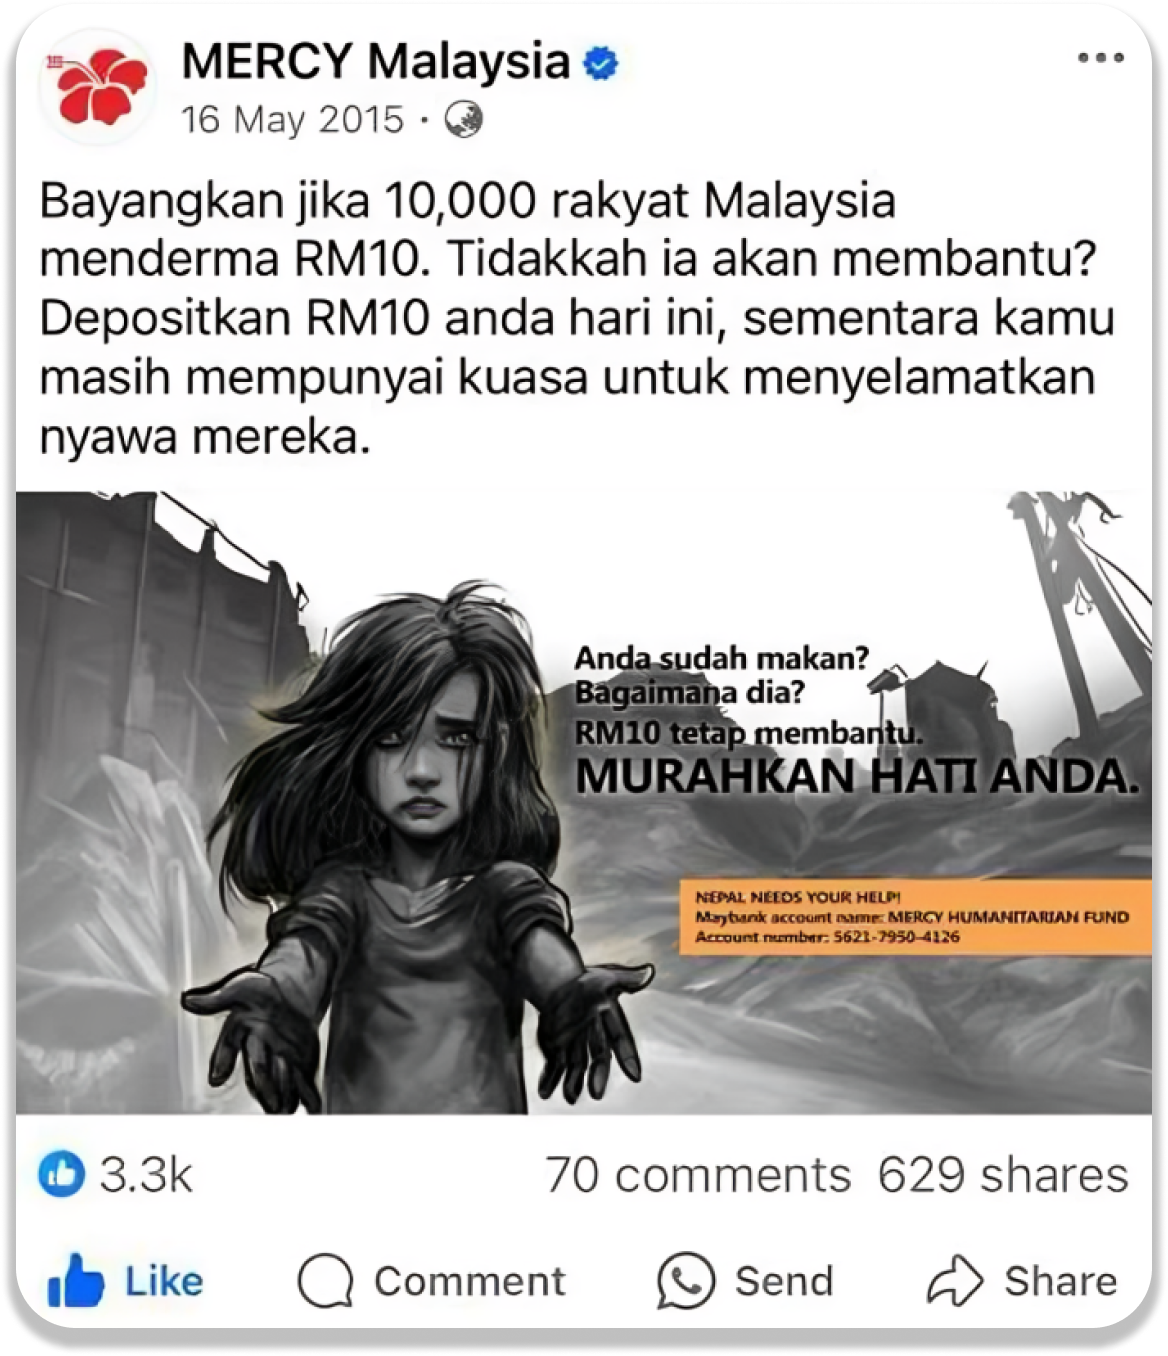 MERCY Malaysia
16 May 2015 ·
Bayangkan jika 10,000 rakyat Malaysia
menderma RM10. Tidakkah ia akan membantu?
Depositkan RM10 anda hari ini, sementara kamu
masih mempunyai kuasa untuk menyelamatkan
nyawa mereka.
Anda sudah makan?
Bagaimana dia?
RM10 tetap membantu.
MURAHKAN HATI ANDA.
NEPAL NEEDS YOUR HELP!
Maybank account name: MERCY HUMANITARIAN FUND
Account number: 5621-7950-4126
3.3k
70 comments 629 shares
Like Comment Send Share